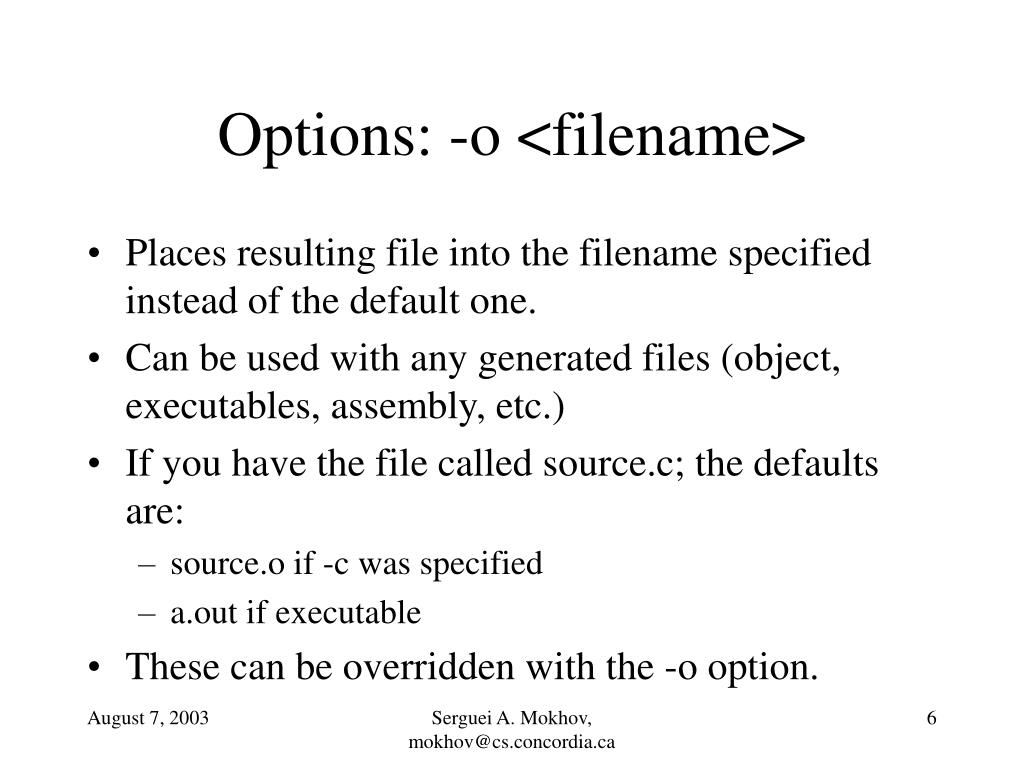 Options: -o <filename>
• Places resulting file into the filename specified
instead of the default one.
• Can be used with any generated files (object,
executables, assembly, etc.)
• If you have the file called source.c; the defaults
are:
– source.o if -c was specified
– a.out if executable
• These can be overridden with the -o option.
August 7, 2003
Serguei A. Mokhov,
mokhov@cs.concordia.ca
6